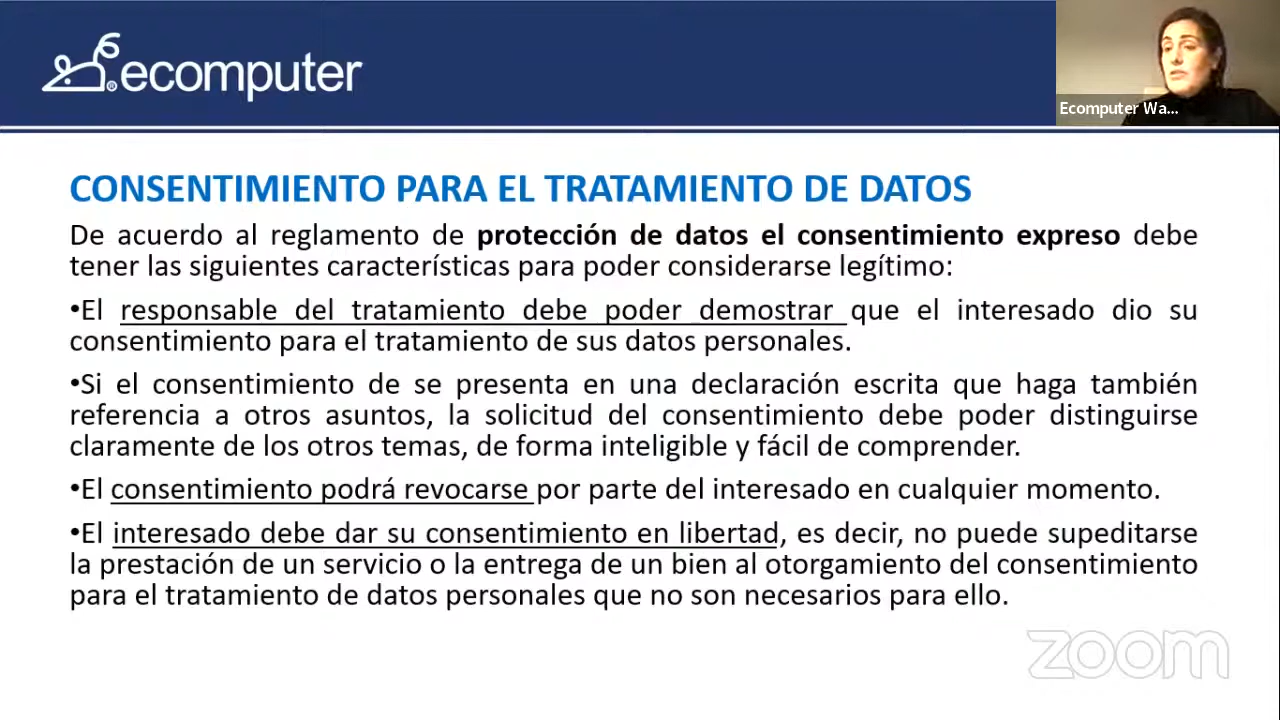 ecomputer
Ecomputer Wa...
CONSENTIMIENTO PARA EL TRATAMIENTO DE DATOS
De acuerdo al reglamento de protección de datos el consentimiento expreso debe
tener las siguientes características para poder considerarse legítimo:
•El responsable del tratamiento debe poder demostrar que el interesado dio su
consentimiento para el tratamiento de sus datos personales.
•Si el consentimiento de se presenta en una declaración escrita que haga también
referencia a otros asuntos, la solicitud del consentimiento debe poder distinguirse
claramente de los otros temas, de forma inteligible y fácil de comprender.
•El consentimiento podrá revocarse por parte del interesado en cualquier momento.
•El interesado debe dar su consentimiento en libertad, es decir, no puede supeditarse
la prestación de un servicio o la entrega de un bien al otorgamiento del consentimiento
para el tratamiento de datos personales que no son necesarios para ello.
zoom